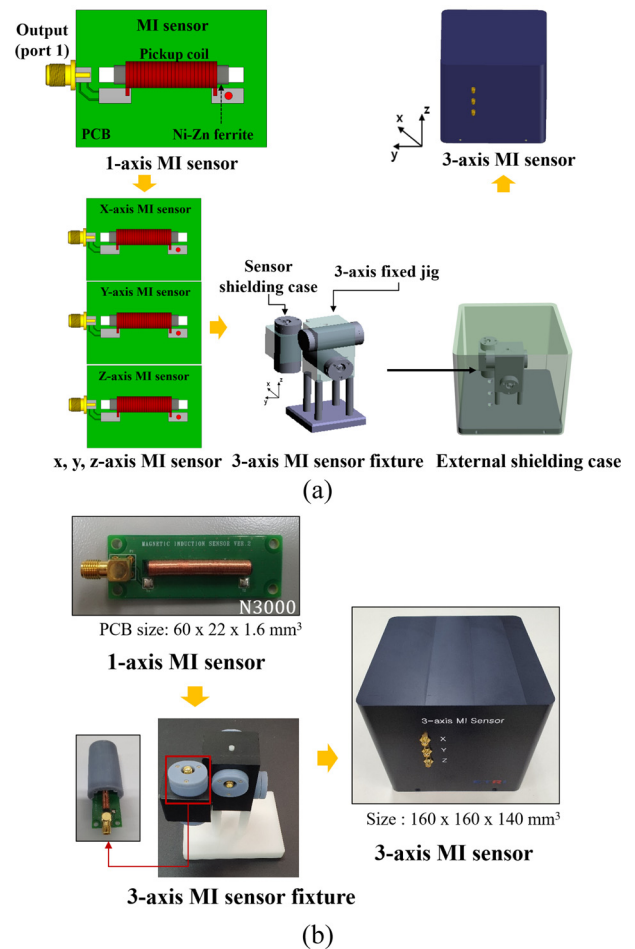 MI sensor
Output
(port 1)
Pickup coil
PCB
Ni-Zn ferrite
1-axis MI sensor
x
z
y
3-axis MI sensor
X-axis MI sensor
Y-axis MI sensor
Z-axis MI sensor
x, y, z-axis MI sensor
Sensor
shielding case
3-axis fixed jig
x
z
y
3-axis MI sensor fixture
External shielding case
(a)
MAGNETIC INDUCTION SENSOR VER.2
N3000
PCB size: 60 x 22 x 1.6 mm³
1-axis MI sensor
3-axis MI sensor fixture
3-axis MI Sensor
X
Y
Z
Size : 160 x 160 x 140 mm³
3-axis MI sensor
(b)